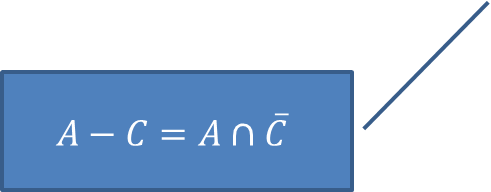 A − C = A ∩ C̄